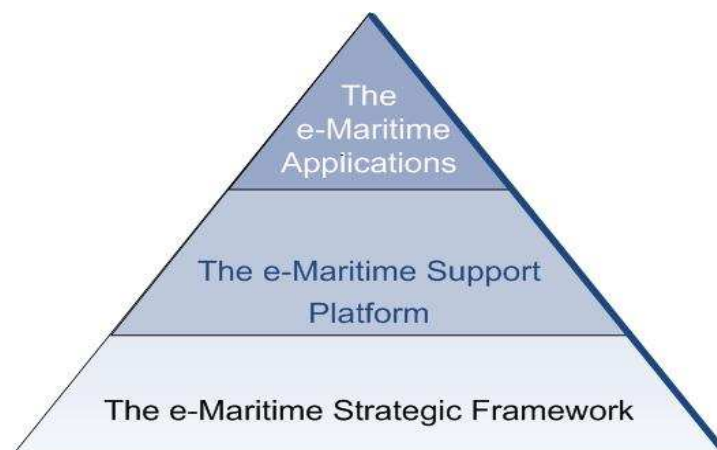 The
e-Maritime
Applications
The e-Maritime Support
Platform
The e-Maritime Strategic Framework